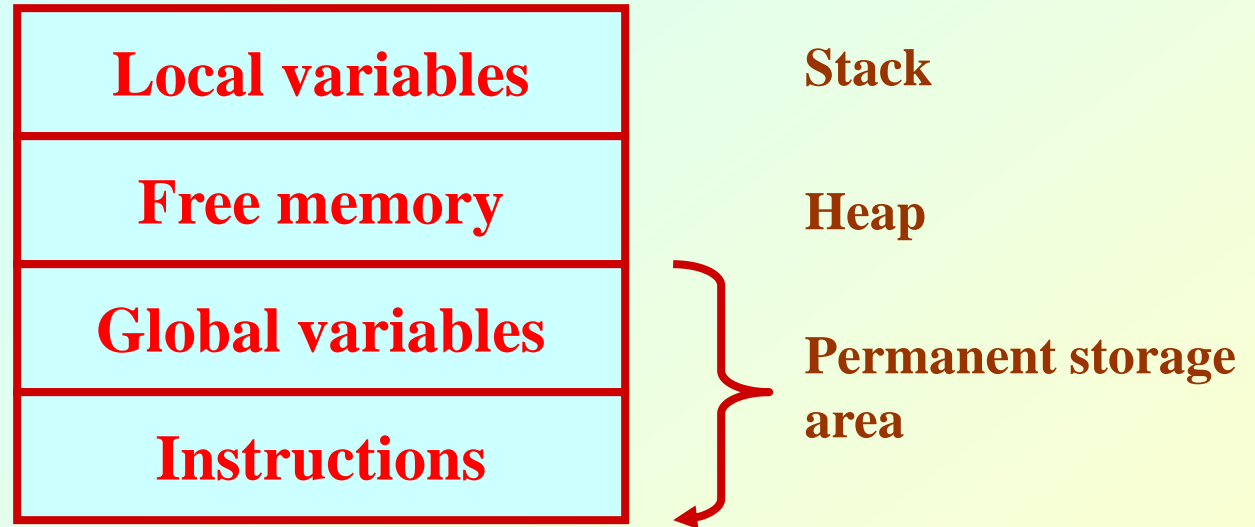 Local variables
Stack
Free memory
Heap
Global variables
Permanent storage
area
Instructions